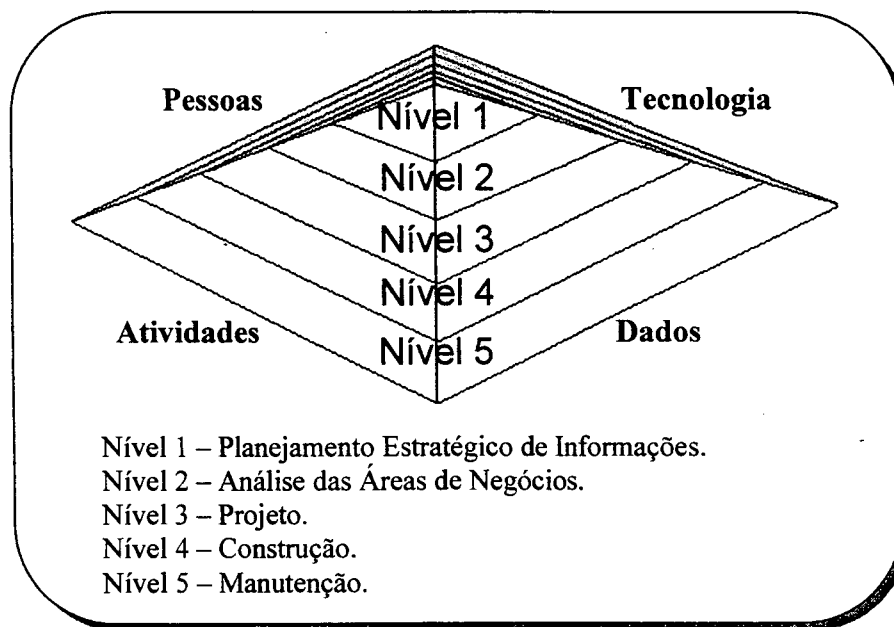 Pessoas
Tecnologia
Nível 1
Nível 2
Nível 3
Nível 4
Nível 5
Atividades
Dados
Nível 1 – Planejamento Estratégico de Informações.
Nível 2 – Análise das Áreas de Negócios.
Nível 3 – Projeto.
Nível 4 – Construção.
Nível 5 – Manutenção.